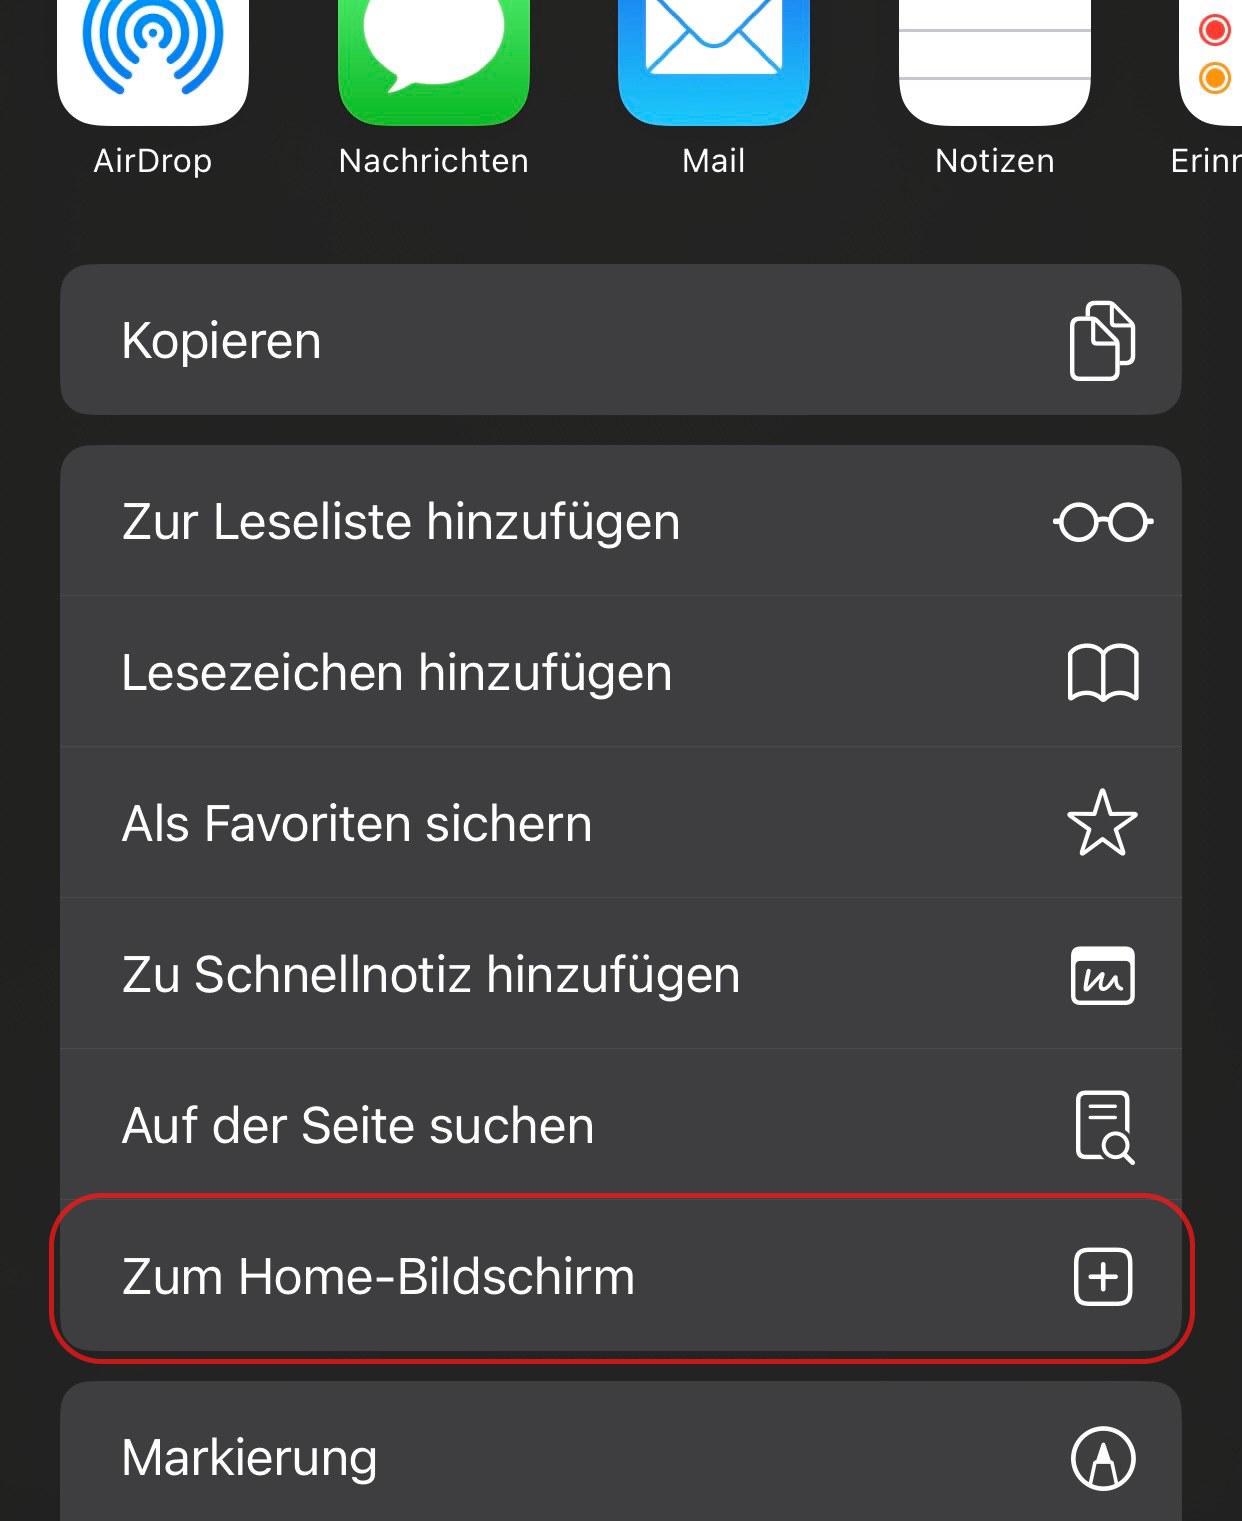 AirDrop
Nachrichten
Mail
Notizen
Kopieren
Zur Leseliste hinzufügen
Lesezeichen hinzufügen
Als Favoriten sichern
Zu Schnellnotiz hinzufügen
Auf der Seite suchen
Zum Home-Bildschirm
Markierung